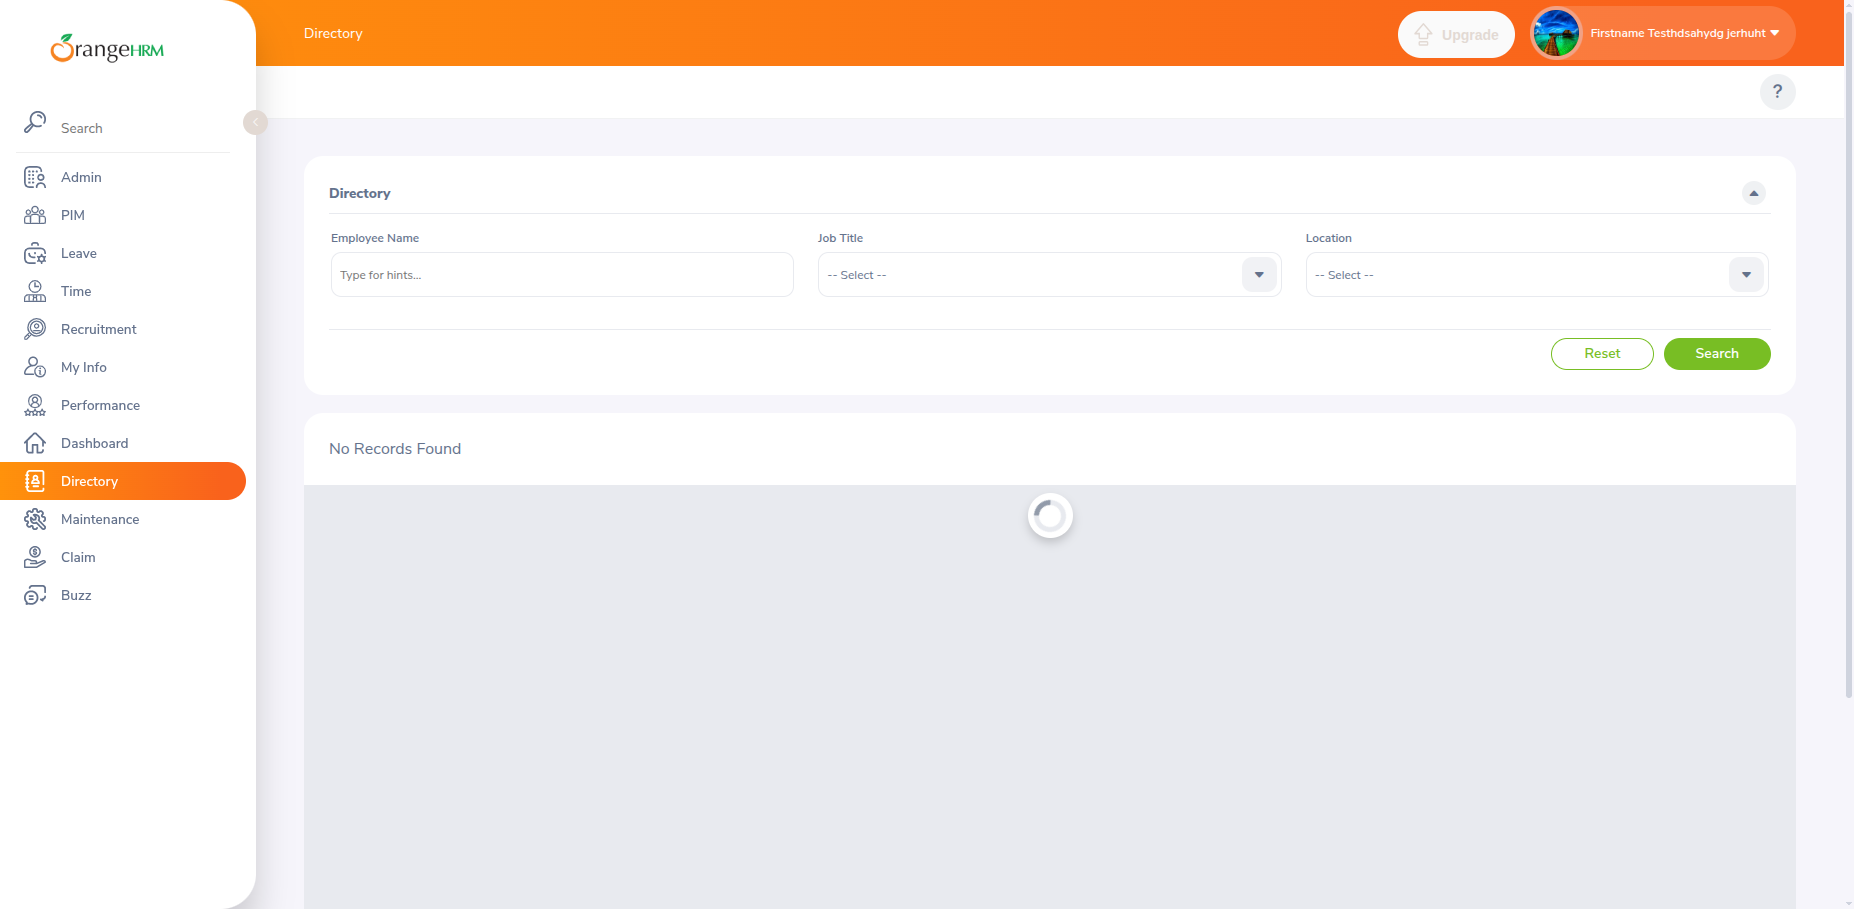 OrangeHRM
Directory
Upgrade
Firstname Testhdsahydg jerhuht
?
Search
Admin
PIM
Leave
Time
Recruitment
My Info
Performance
Dashboard
Directory
Maintenance
Claim
Buzz
Directory
Employee Name
Job Title
Location
Type for hints...
-- Select --
-- Select --
Reset
Search
No Records Found